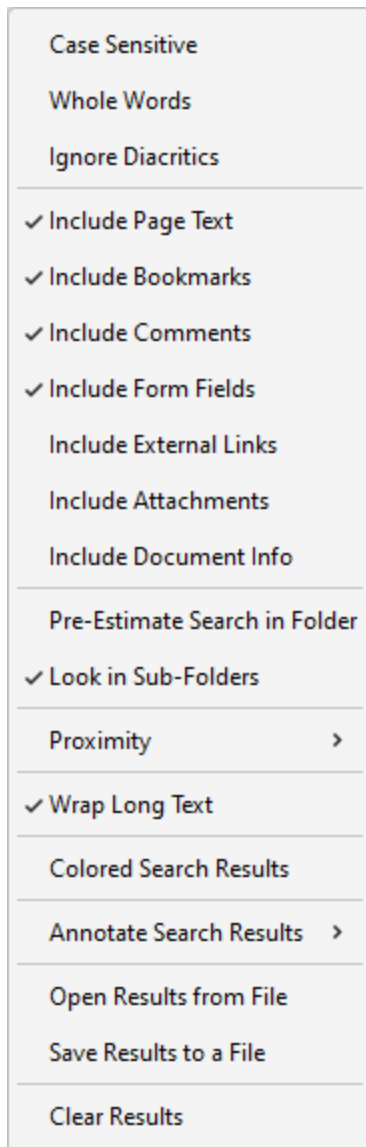 Case Sensitive
Whole Words
Ignore Diacritics
Include Page Text
Include Bookmarks
Include Comments
Include Form Fields
Include External Links
Include Attachments
Include Document Info
Pre-Estimate Search in Folder
Look in Sub-Folders
Proximity
Wrap Long Text
Colored Search Results
Annotate Search Results
Open Results from File
Save Results to a File
Clear Results